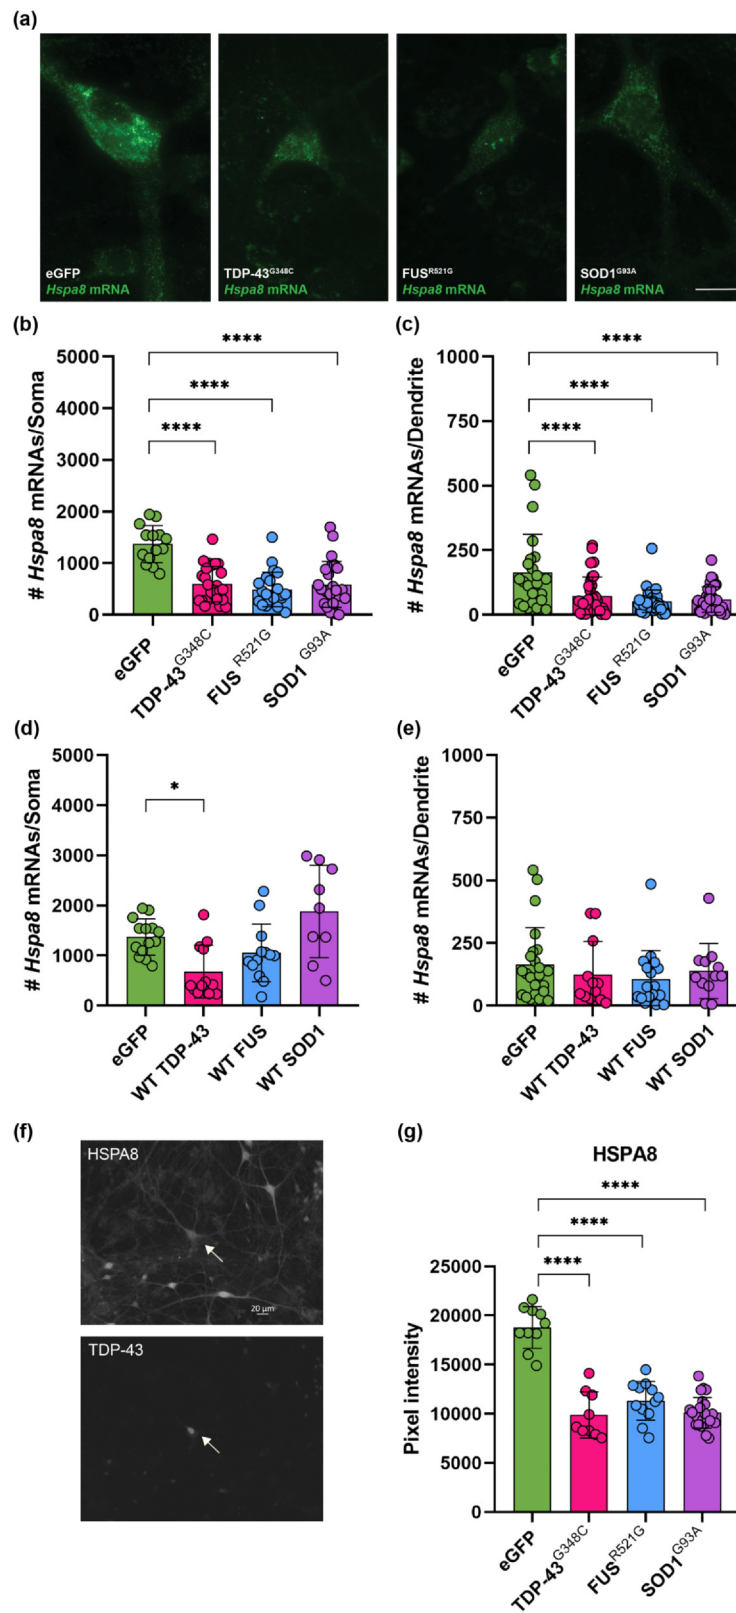 (a)
eGFP
Hspa8 mRNA
TDP-43G348C
Hspa8 mRNA
FUSR521G
Hspa8 mRNA
SOD1G93A
Hspa8 mRNA
(b)
# Hspa8 mRNAs/Soma
5000
4000
3000
2000
1000
0
****
****
****
eGFP
TDP-43G348C
FUS R521G
SOD1 G93A
(c)
# Hspa8 mRNAs/Dendrite
1000
750
500
250
0
****
****
****
eGFP
TDP-43G348C
FUS R521G
SOD1 G93A
(d)
# Hspa8 mRNAs/Soma
5000
4000
3000
2000
1000
0
*
eGFP
WT TDP-43
WT FUS
WT SOD1
(e)
# Hspa8 mRNAs/Dendrite
1000
750
500
250
0
eGFP
WT TDP-43
WT FUS
WT SOD1
(f)
HSPA8
20 µm
TDP-43
(g)
HSPA8
Pixel intensity
25000
20000
15000
10000
5000
0
****
****
****
eGFP
TDP-43G348C
FUSR521G
SOD1G93A